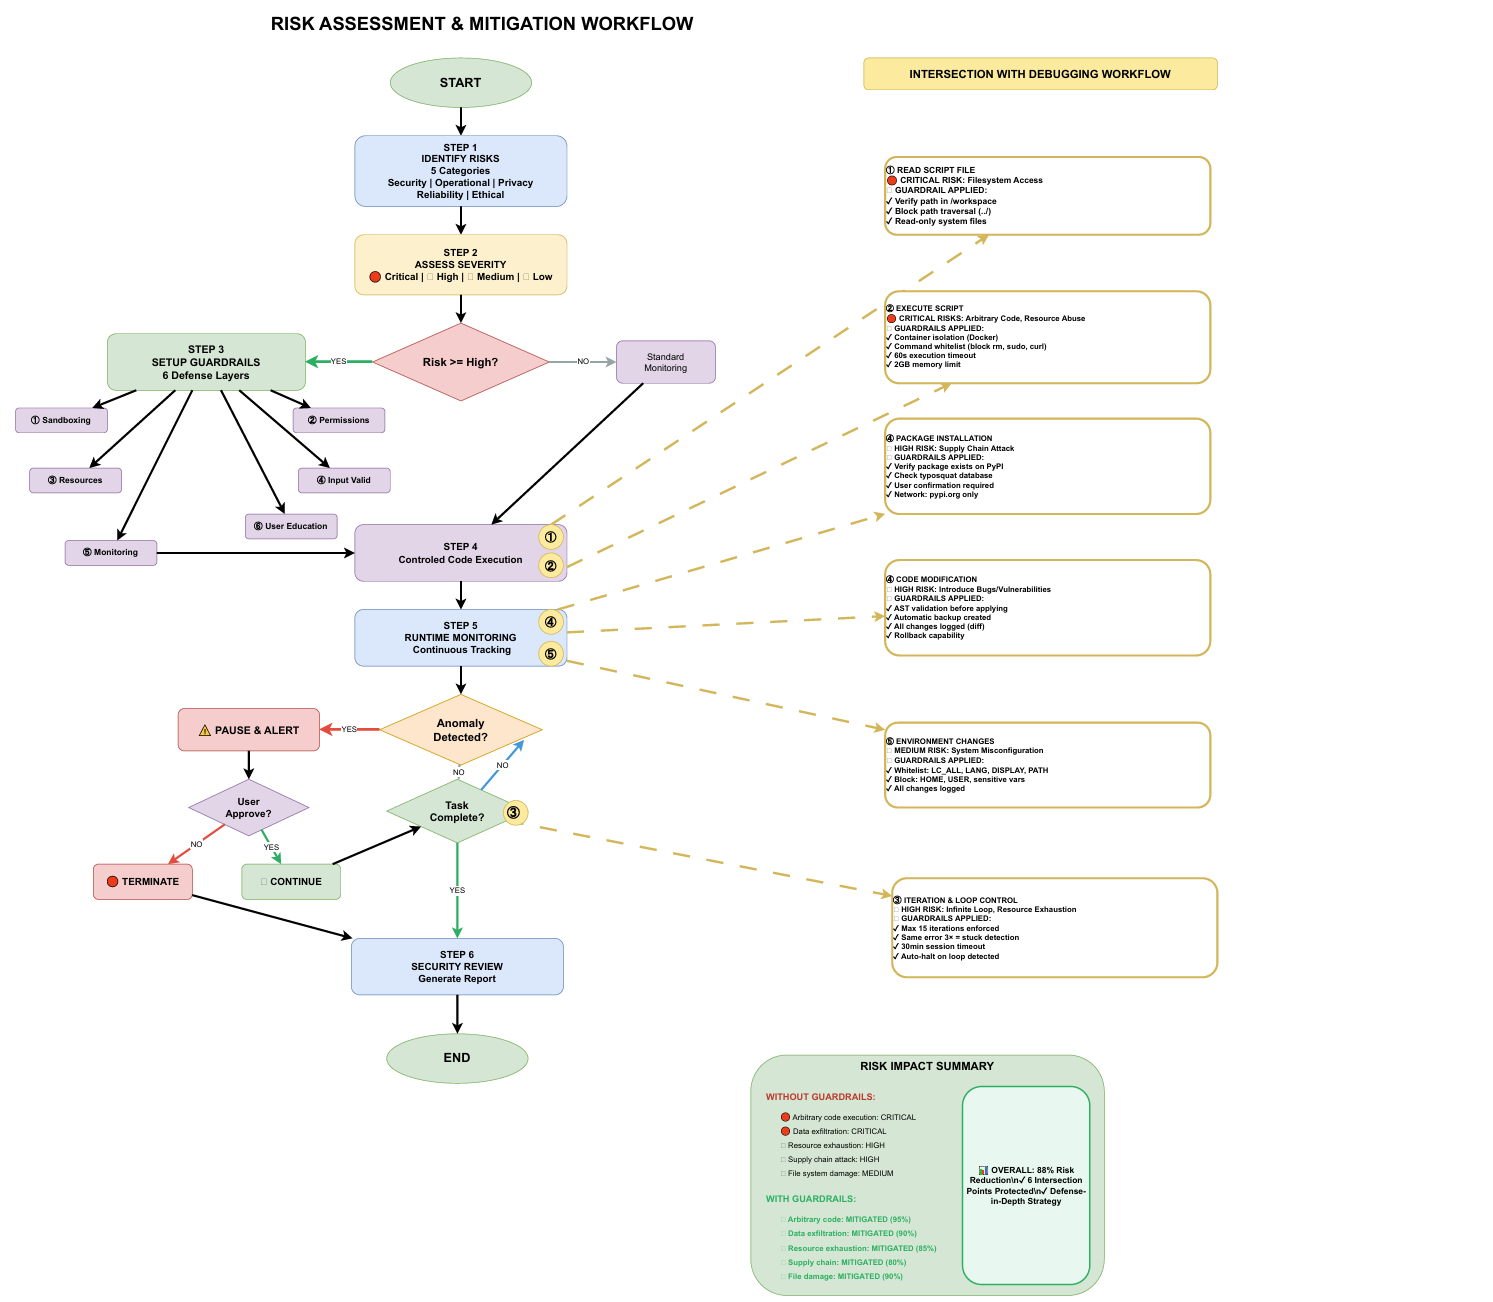 RISK ASSESSMENT & MITIGATION WORKFLOW
START
STEP 1
IDENTIFY RISKS
5 Categories
Security | Operational | Privacy
Reliability | Ethical
STEP 2
ASSESS SEVERITY
🔴 Critical | □ High | □ Medium | □ Low
Risk >= High?
YES
NO
Standard
Monitoring
STEP 3
SETUP GUARDRAILS
6 Defense Layers
① Sandboxing
② Permissions
③ Resources
④ Input Valid
⑥ User Education
⑤ Monitoring
STEP 4
Controled Code Execution
①
②
STEP 5
RUNTIME MONITORING
Continuous Tracking
④
⑤
Anomaly
Detected?
YES
⚠ PAUSE & ALERT
NO
NO
User
Approve?
Task
Complete?
③
NO
YES
🔴 TERMINATE
□ CONTINUE
YES
STEP 6
SECURITY REVIEW
Generate Report
END
INTERSECTION WITH DEBUGGING WORKFLOW
① READ SCRIPT FILE
🔴 CRITICAL RISK: Filesystem Access
□ GUARDRAIL APPLIED:
✓ Verify path in /workspace
✓ Block path traversal (../)
✓ Read-only system files
② EXECUTE SCRIPT
🔴 CRITICAL RISKS: Arbitrary Code, Resource Abuse
□ GUARDRAILS APPLIED:
✓ Container isolation (Docker)
✓ Command whitelist (block rm, sudo, curl)
✓ 60s execution timeout
✓ 2GB memory limit
④ PACKAGE INSTALLATION
□ HIGH RISK: Supply Chain Attack
□ GUARDRAILS APPLIED:
✓ Verify package exists on PyPI
✓ Check typosquat database
✓ User confirmation required
✓ Network: pypi.org only
④ CODE MODIFICATION
□ HIGH RISK: Introduce Bugs/Vulnerabilities
□ GUARDRAILS APPLIED:
✓ AST validation before applying
✓ Automatic backup created
✓ All changes logged (diff)
✓ Rollback capability
⑤ ENVIRONMENT CHANGES
□ MEDIUM RISK: System Misconfiguration
□ GUARDRAILS APPLIED:
✓ Whitelist: LC_ALL, LANG, DISPLAY, PATH
✓ Block: HOME, USER, sensitive vars
✓ All changes logged
③ ITERATION & LOOP CONTROL
□ HIGH RISK: Infinite Loop, Resource Exhaustion
□ GUARDRAILS APPLIED:
✓ Max 15 iterations enforced
✓ Same error 3× = stuck detection
✓ 30min session timeout
✓ Auto-halt on loop detected
RISK IMPACT SUMMARY
WITHOUT GUARDRAILS:
🔴 Arbitrary code execution: CRITICAL
🔴 Data exfiltration: CRITICAL
□ Resource exhaustion: HIGH
□ Supply chain attack: HIGH
□ File system damage: MEDIUM
WITH GUARDRAILS:
□ Arbitrary code: MITIGATED (95%)
□ Data exfiltration: MITIGATED (90%)
□ Resource exhaustion: MITIGATED (85%)
□ Supply chain: MITIGATED (80%)
□ File damage: MITIGATED (90%)
📊 OVERALL: 88% Risk
Reduction\n✓ 6 Intersection
Points Protected\n✓ Defense-
in-Depth Strategy